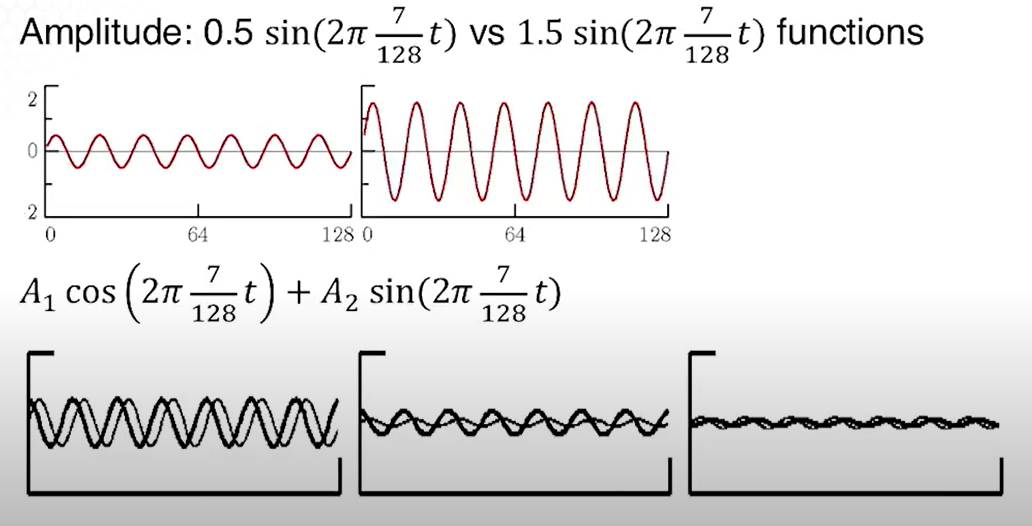 Amplitude: 0.5 sin(2π 7/128 t) vs 1.5 sin(2π 7/128 t) functions
2
0
2
0 64 128 0 64 128
A₁ cos (2π 7/128 t) + A₂ sin(2π 7/128 t)